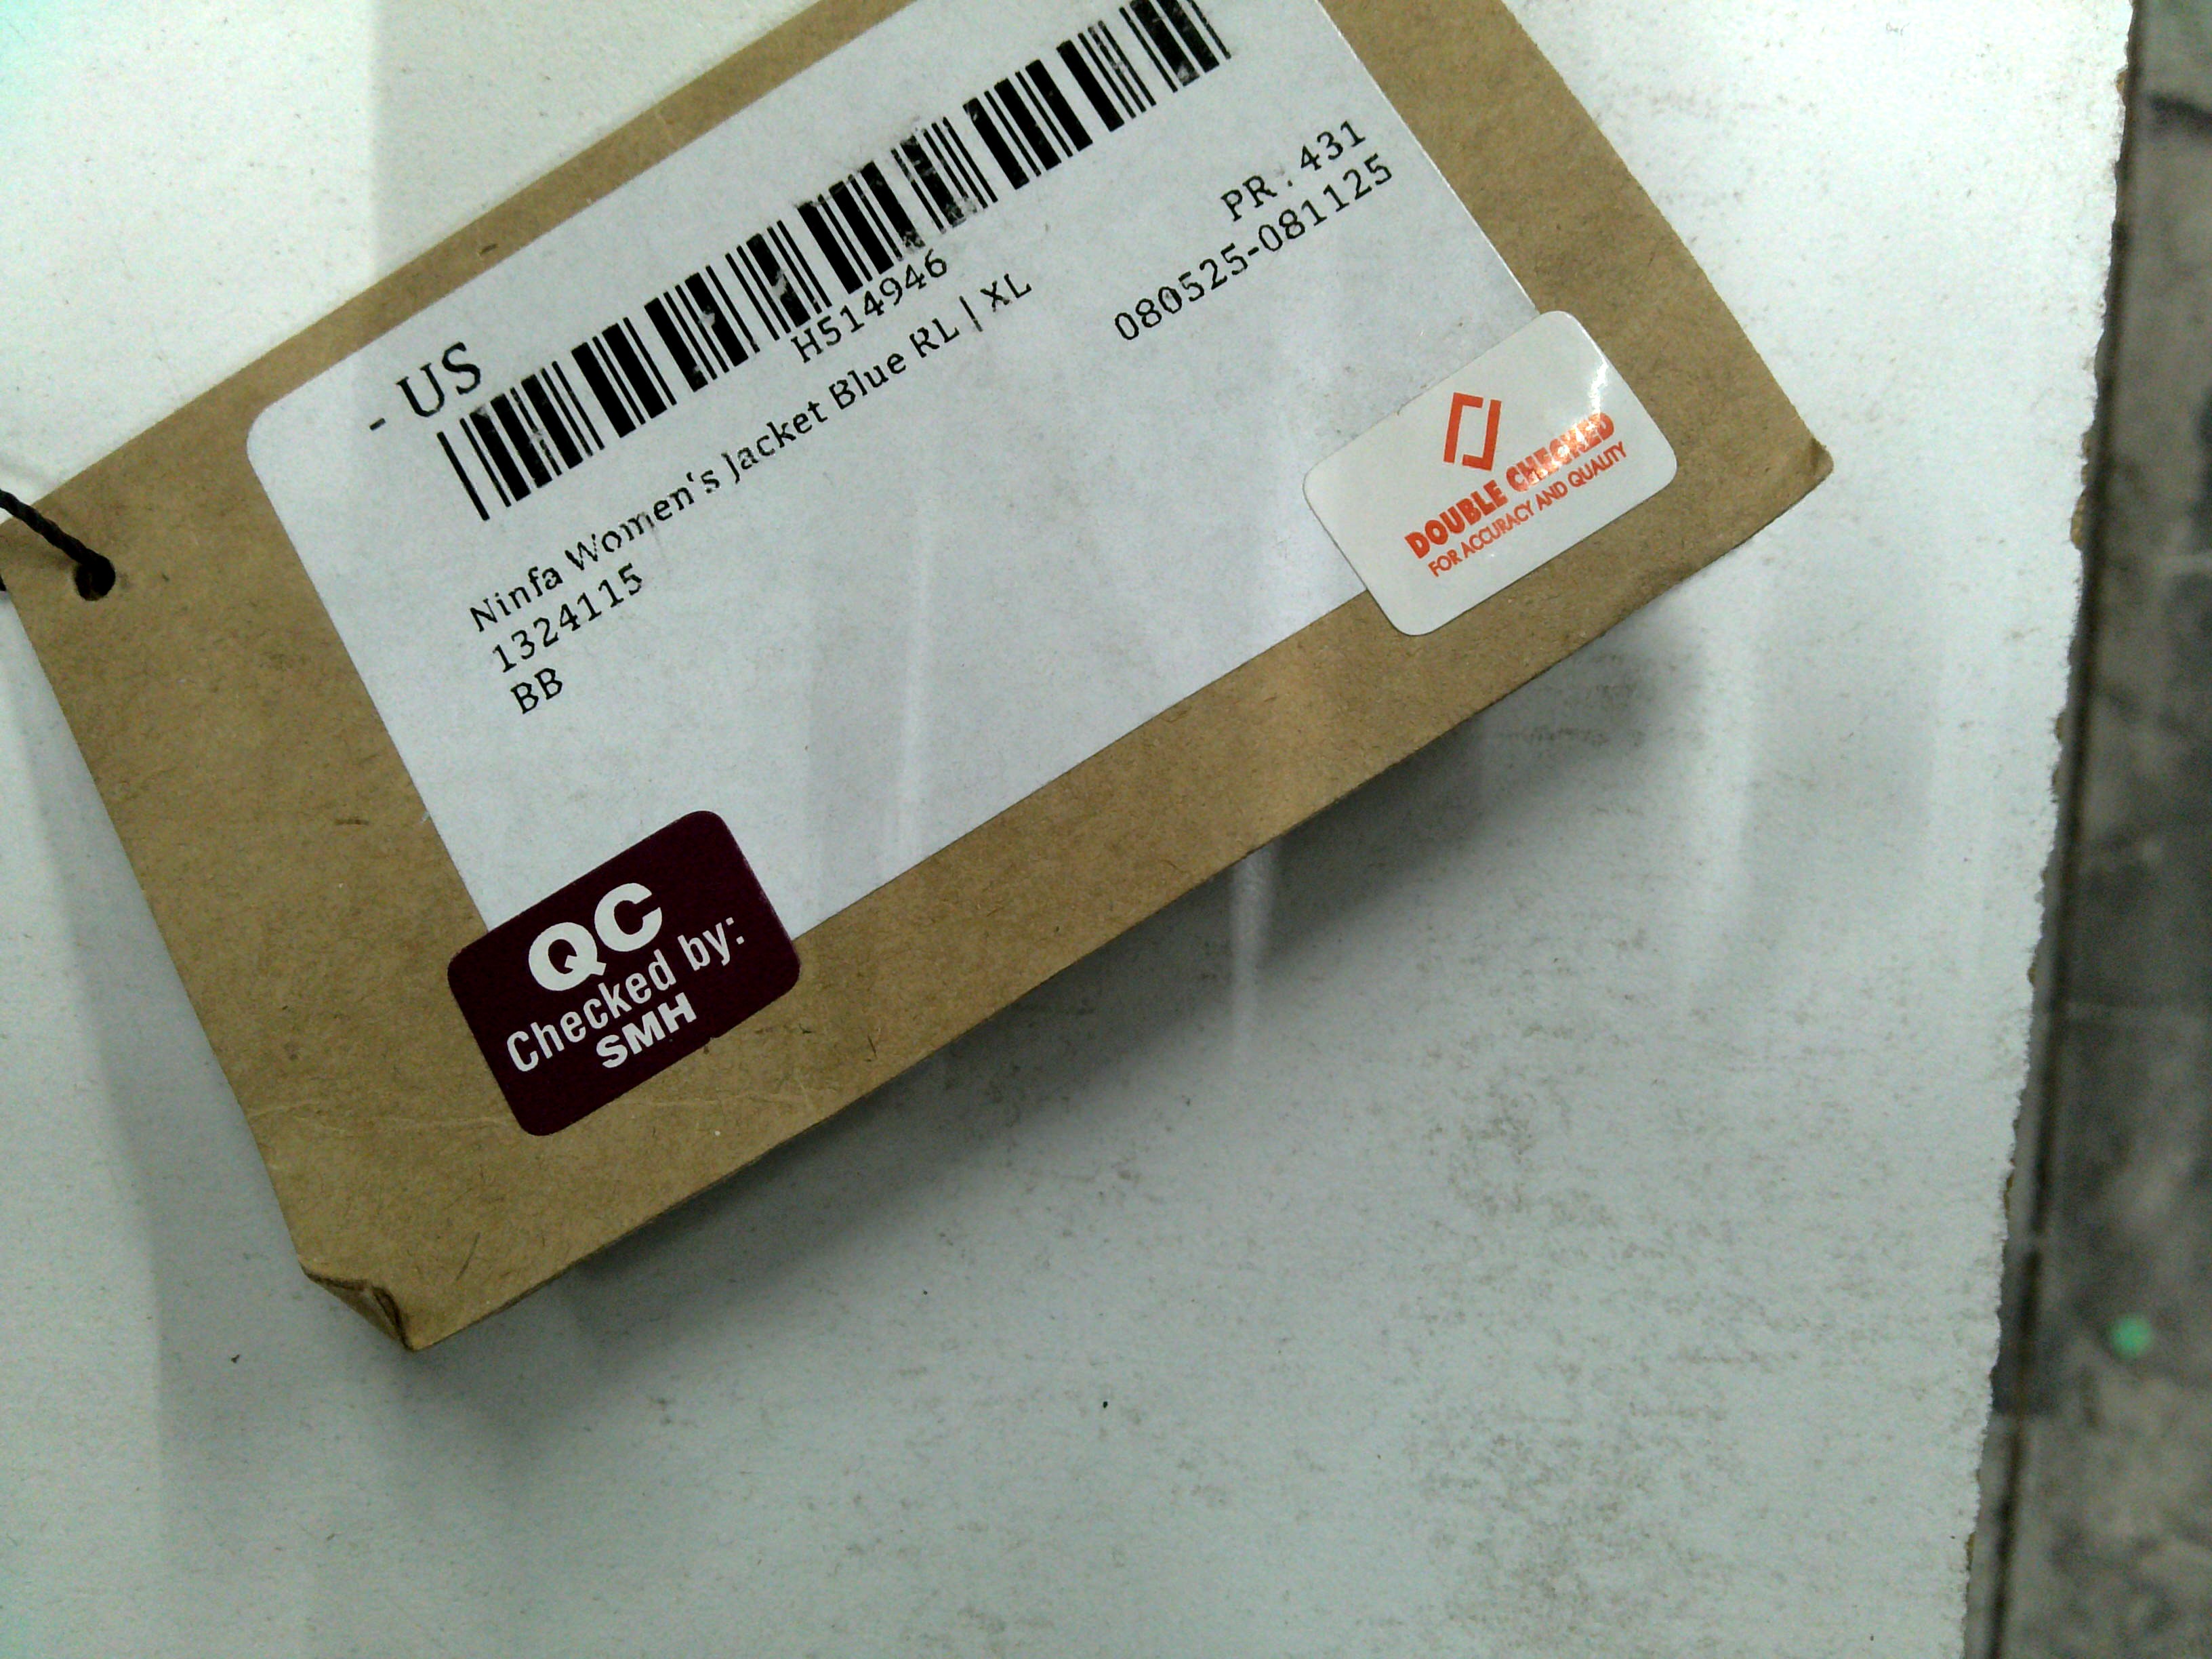 - US
H514946
PR . 431
Ninfa Women's Jacket Blue RL | XL
080525-081125
1324115
BB
DOUBLE CHECKED
FOR ACCURACY AND QUALITY
QC
Checked by:
SMH